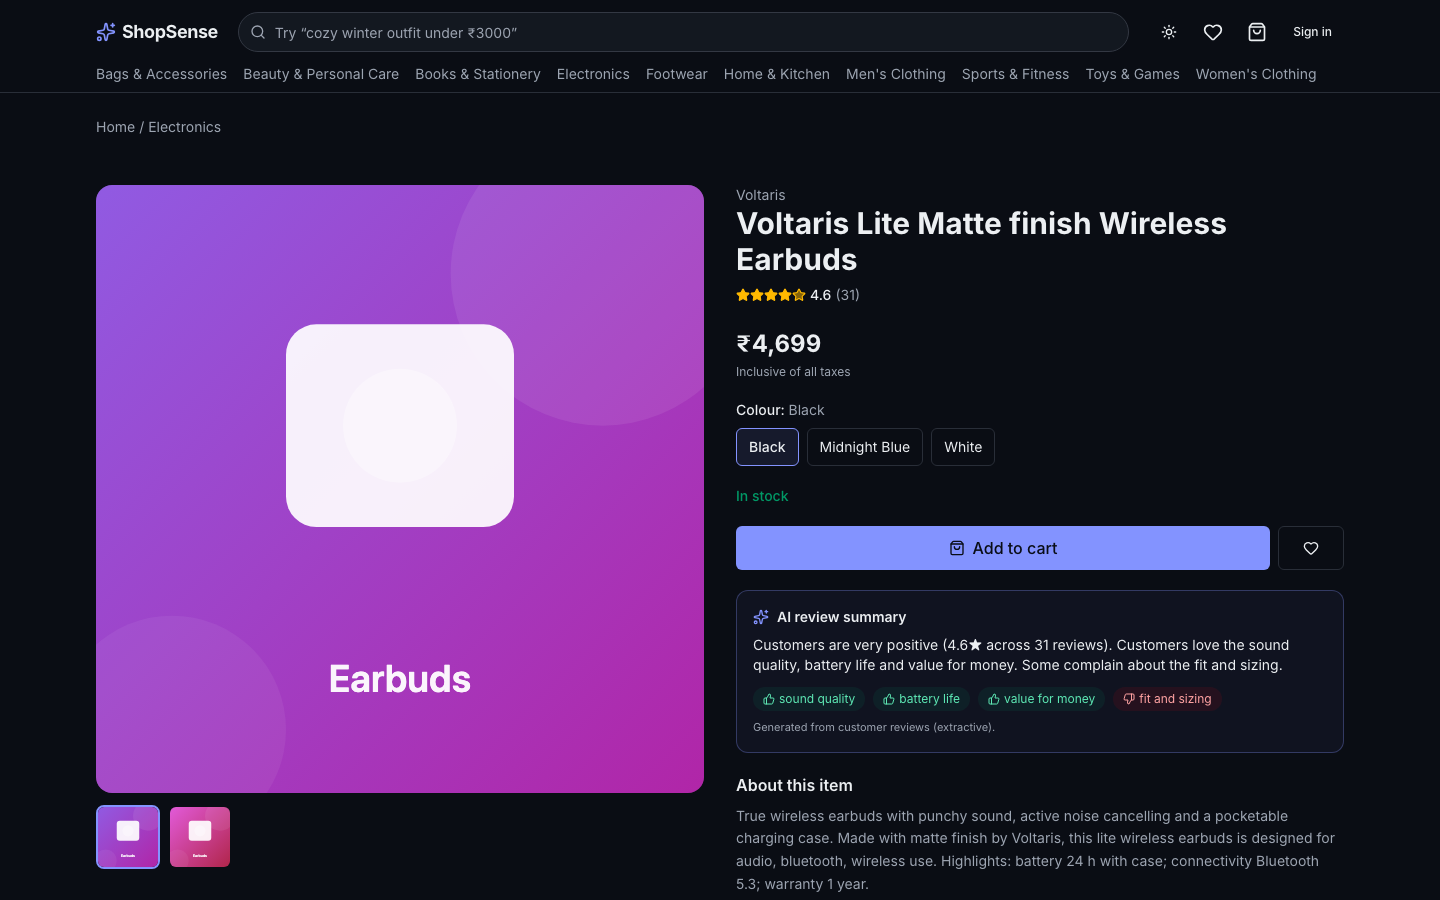 ShopSense
Try “cozy winter outfit under ₹3000”
Sign in
Bags & Accessories
Beauty & Personal Care
Books & Stationery
Electronics
Footwear
Home & Kitchen
Men's Clothing
Sports & Fitness
Toys & Games
Women's Clothing
Home / Electronics
Earbuds
Earbuds
Earbuds
Voltaris
Voltaris Lite Matte finish Wireless
Earbuds
4.6 (31)
₹4,699
Inclusive of all taxes
Colour: Black
Black
Midnight Blue
White
In stock
Add to cart
AI review summary
Customers are very positive (4.6★ across 31 reviews). Customers love the sound
quality, battery life and value for money. Some complain about the fit and sizing.
sound quality
battery life
value for money
fit and sizing
Generated from customer reviews (extractive).
About this item
True wireless earbuds with punchy sound, active noise cancelling and a pocketable
charging case. Made with matte finish by Voltaris, this lite wireless earbuds is designed for
audio, bluetooth, wireless use. Highlights: battery 24 h with case; connectivity Bluetooth
5.3; warranty 1 year.